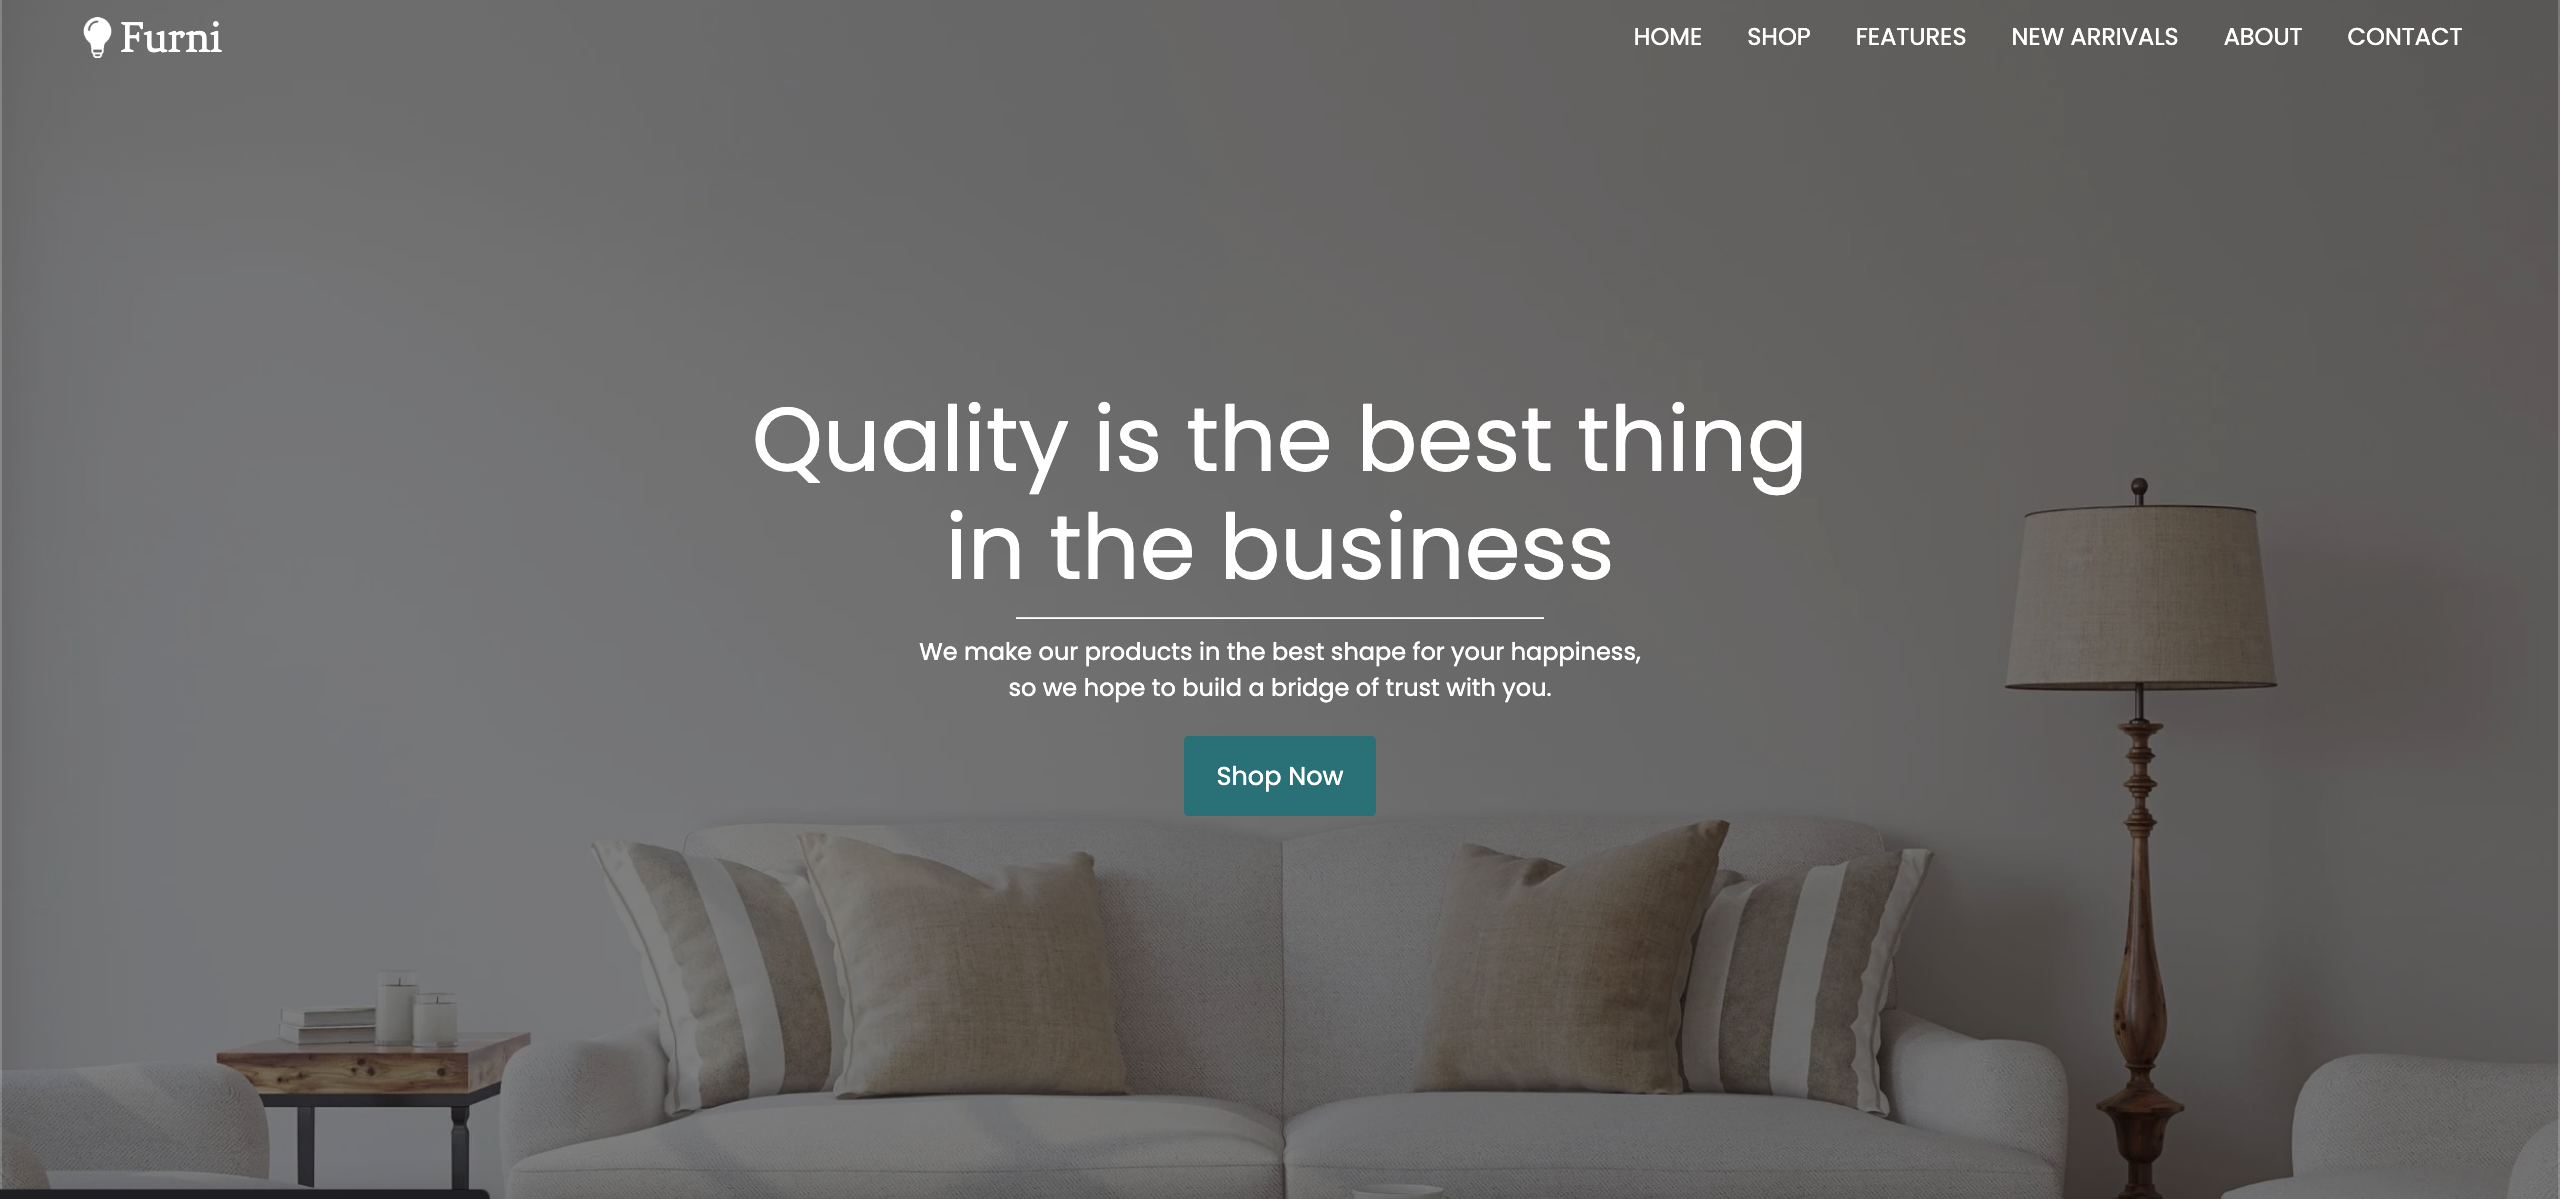 Furni
HOME SHOP FEATURES NEW ARRIVALS ABOUT CONTACT
Quality is the best thing
in the business
We make our products in the best shape for your happiness,
so we hope to build a bridge of trust with you.
Shop Now